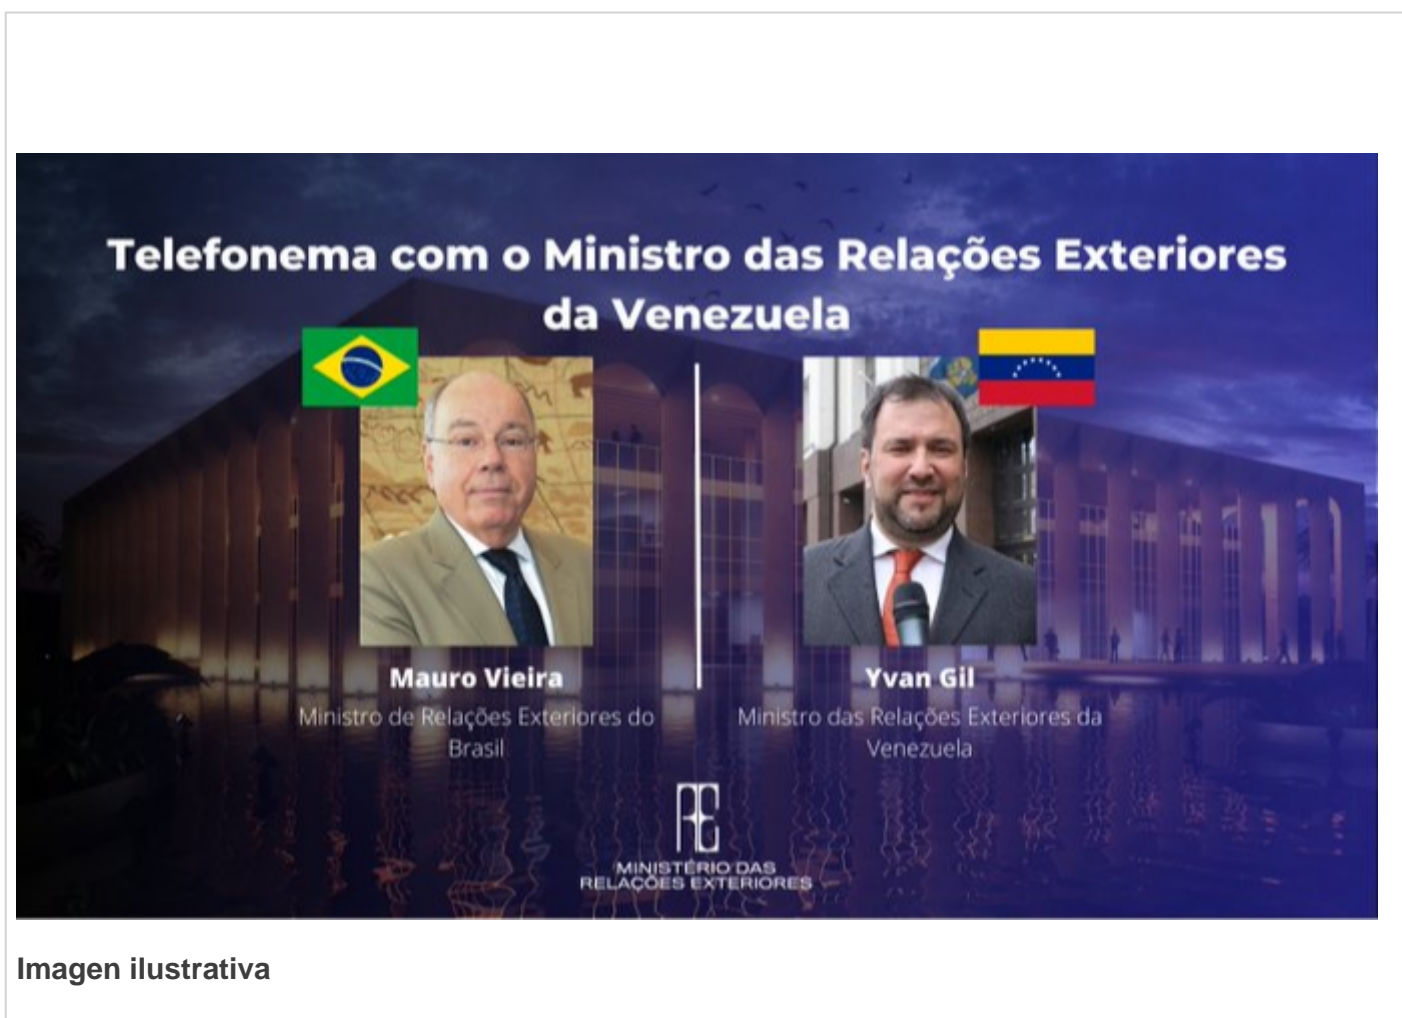 Telefonema com o Ministro das Relações Exteriores
da Venezuela
Mauro Vieira
Ministro de Relações Exteriores do
Brasil
Yvan Gil
Ministro das Relações Exteriores da
Venezuela
MINISTÉRIO DAS
RELAÇÕES EXTERIORES
Imagen ilustrativa